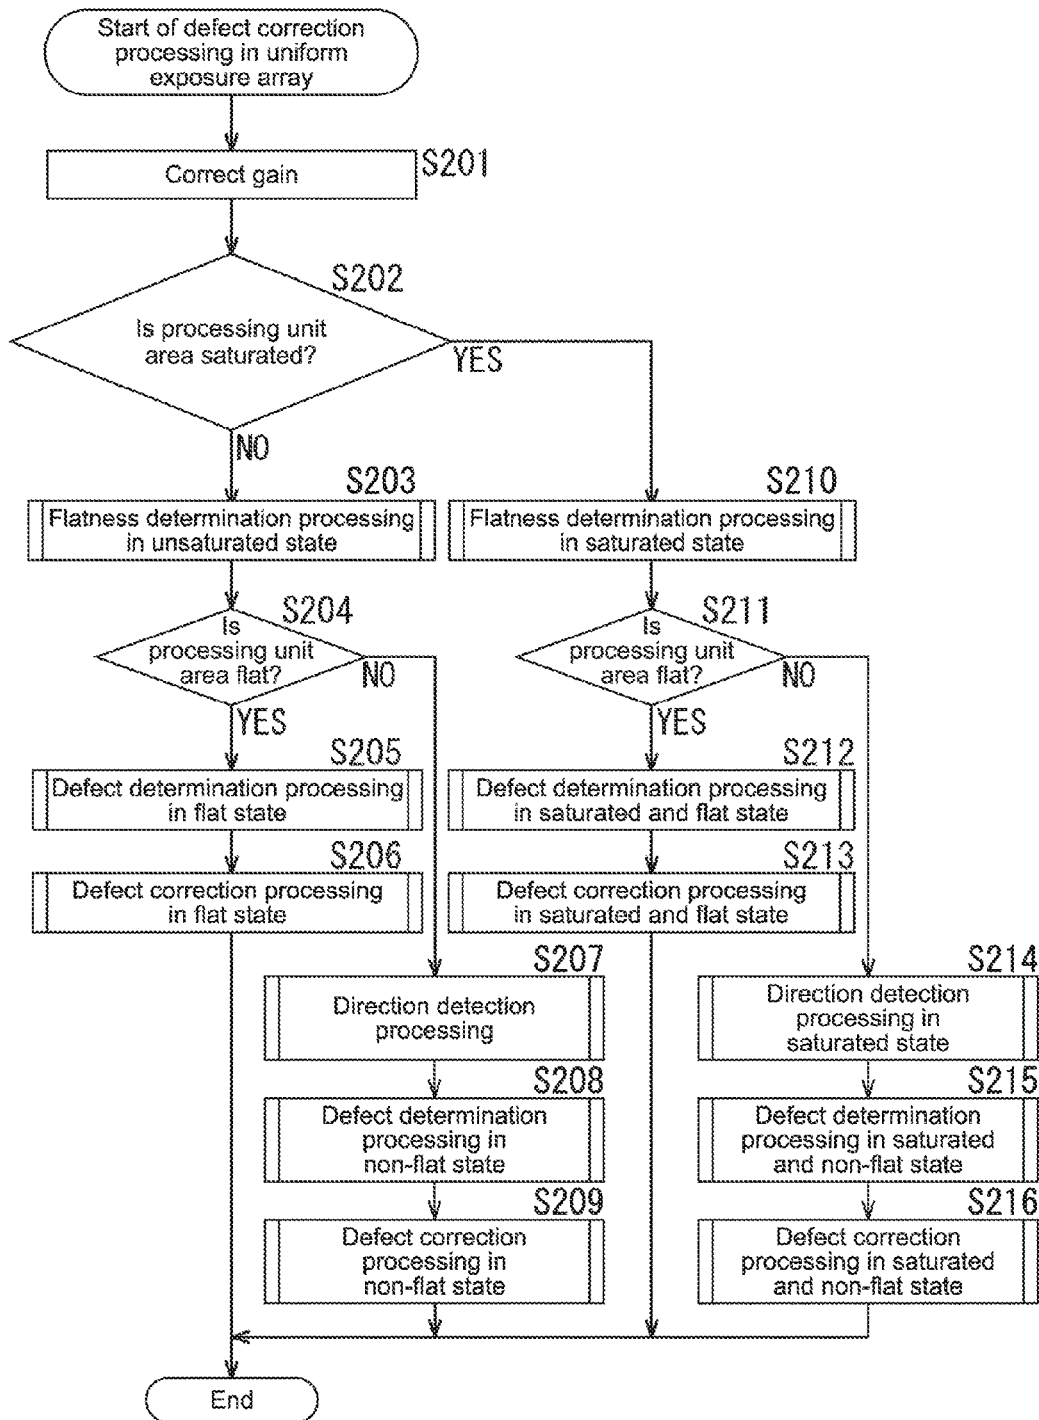 Start of defect correction
processing in uniform
exposure array
S201
Correct gain
S202
Is processing unit
area saturated?
YES
NO
S203
Flatness determination processing
in unsaturated state
S210
Flatness determination processing
in saturated state
S204
Is
processing unit
area flat?
NO
YES
S211
Is
processing unit
area flat?
NO
YES
S205
Defect determination processing
in flat state
S212
Defect determination processing
in saturated and flat state
S206
Defect correction processing
in flat state
S213
Defect correction processing
in saturated and flat state
S207
Direction detection
processing
S214
Direction detection
processing in
saturated state
S208
Defect determination
processing in
non-flat state
S215
Defect determination
processing in saturated
and non-flat state
S209
Defect correction
processing in
non-flat state
S216
Defect correction
processing in saturated
and non-flat state
End